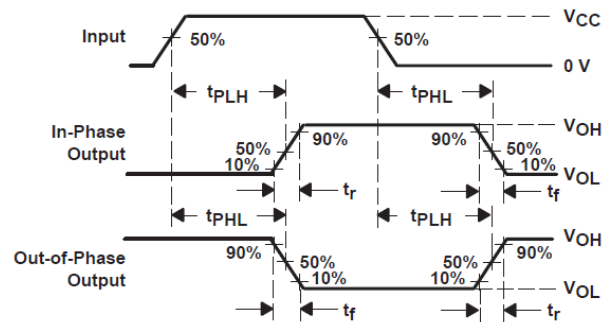 VCC
Input
50%
50%
0 V
tPLH
tPHL
In-Phase
Output
VOH
90%
90%
50%
10%
50%
10%
VOL
tr
tf
tPHL
tPLH
Out-of-Phase
Output
VOH
90%
90%
50%
10%
50%
10%
VOL
tf
tr